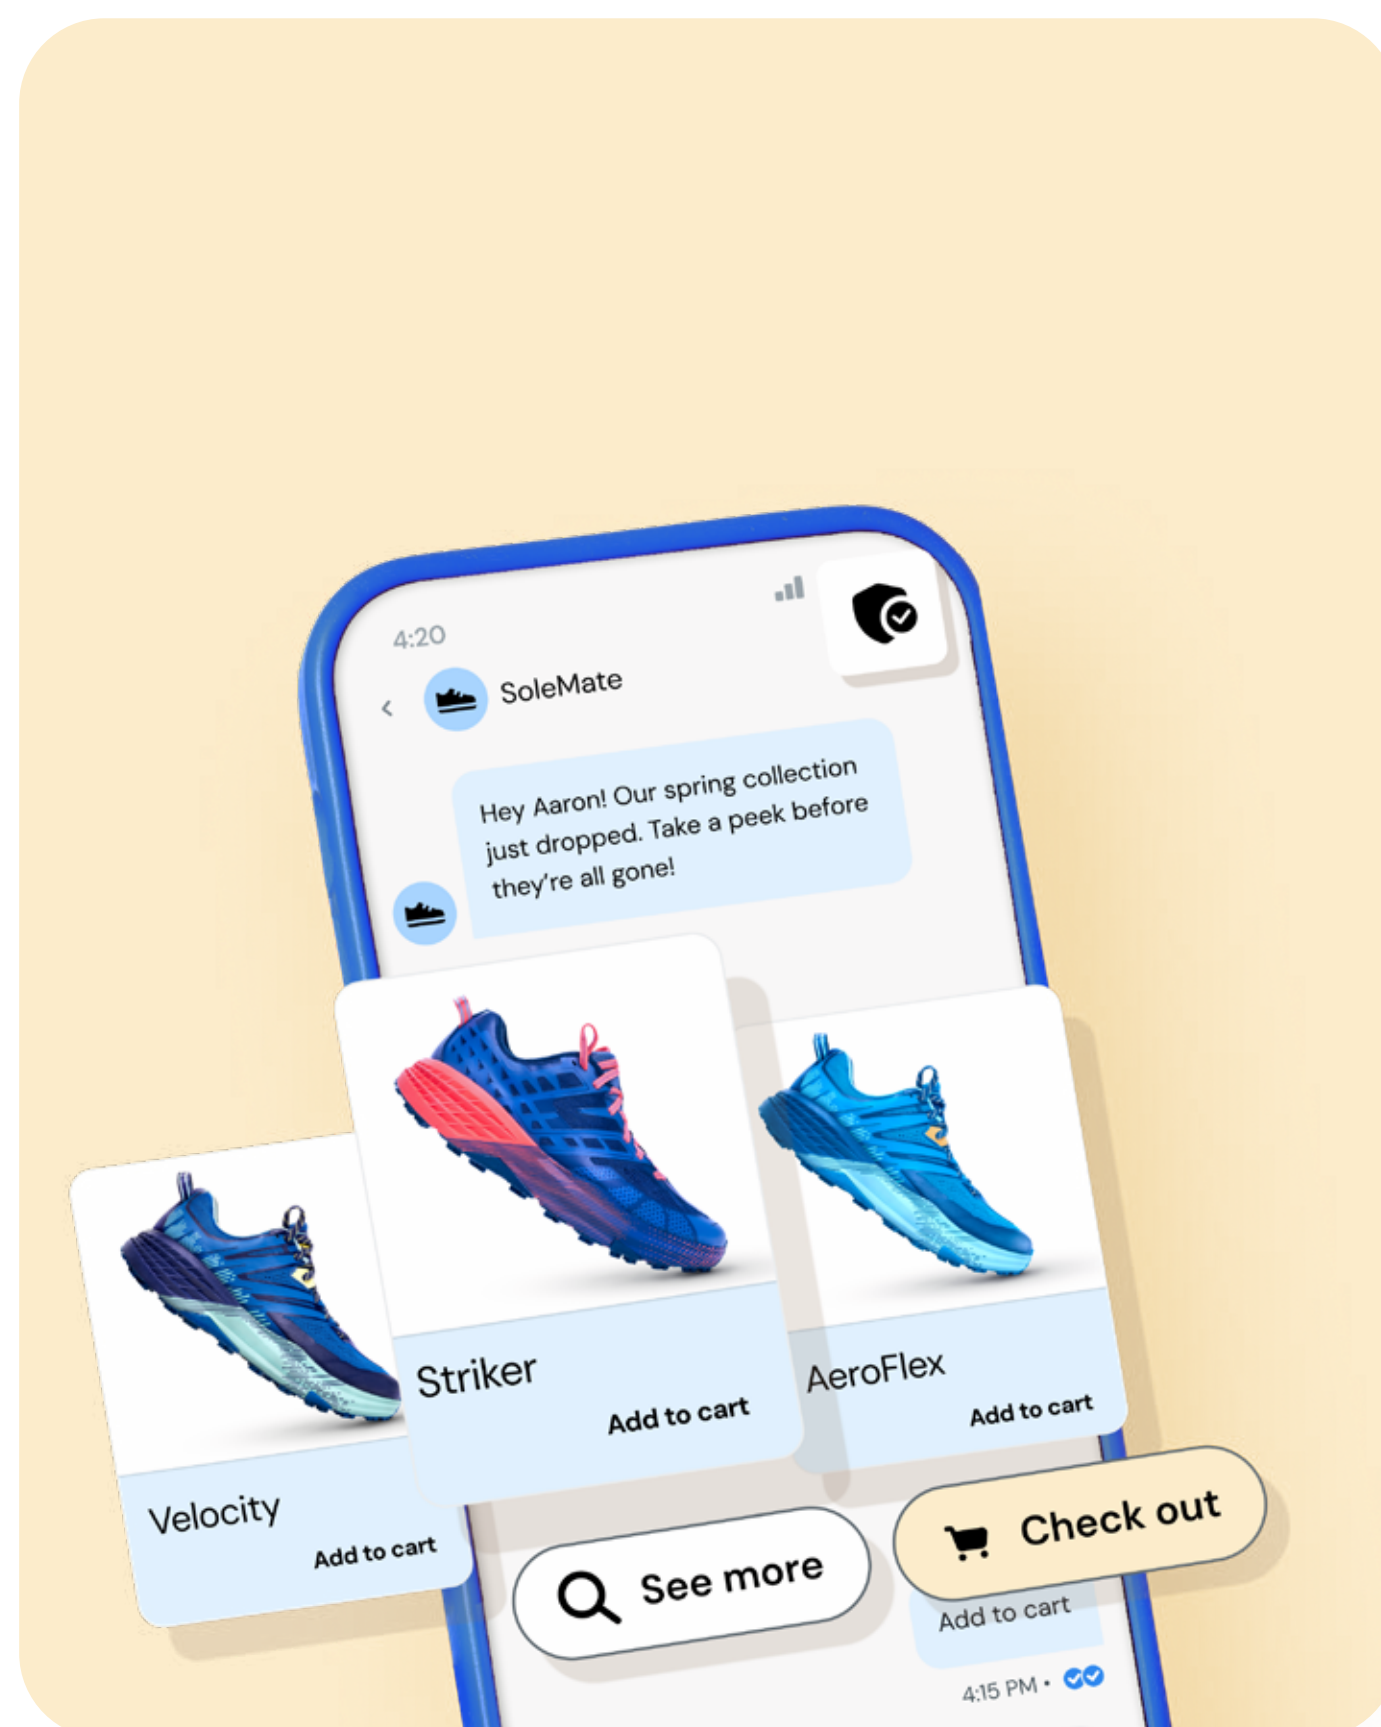 4:20
SoleMate
Hey Aaron! Our spring collection
just dropped. Take a peek before
they're all gone!
Striker
Add to cart
AeroFlex
Add to cart
Velocity
Add to cart
See more
Check out
Add to cart
4:15 PM •